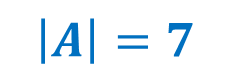 |A| = 7